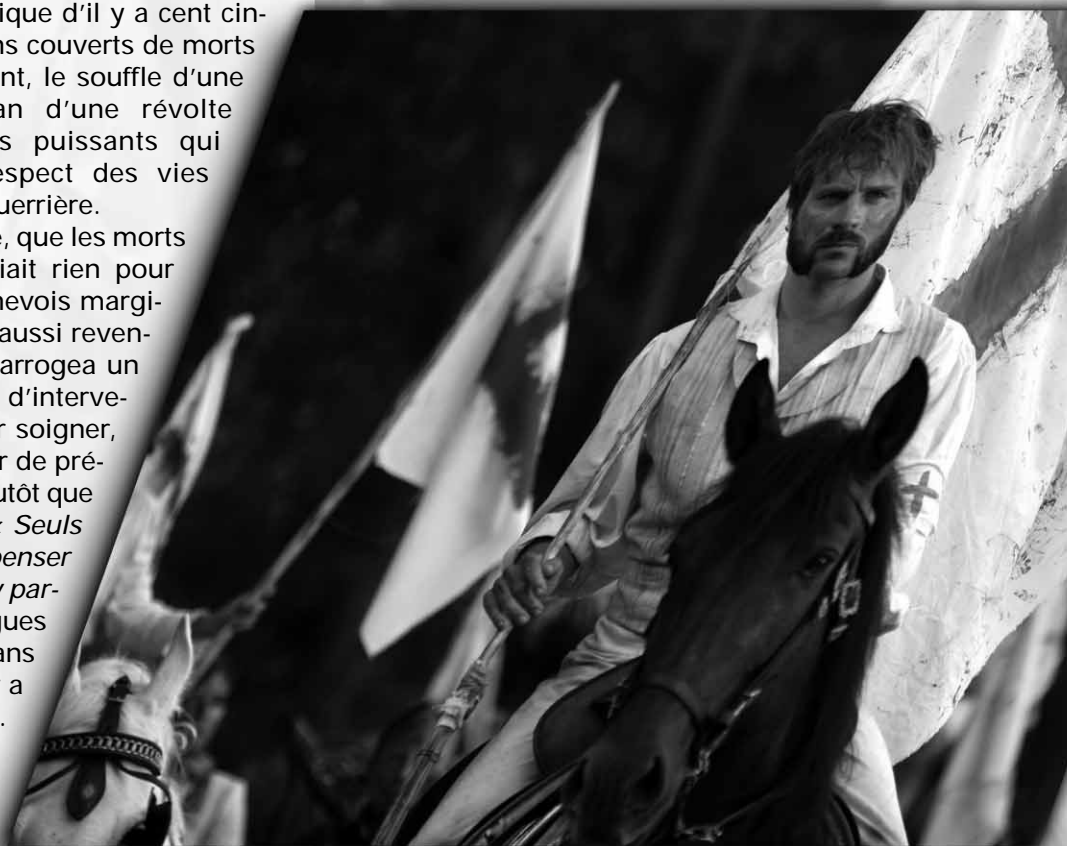 ique d'il y a cent cin-
ns couverts de morts
nt, le souffle d'une
an d'une révolte
s puissants qui
espect des vies
uerrière.
e, que les morts
iait rien pour
nevois margi-
aussi reven-
arrogea un
d'interve-
r soigner,
r de pré-
utôt que
« Seuls
penser
y par-
gues
ans
a
.